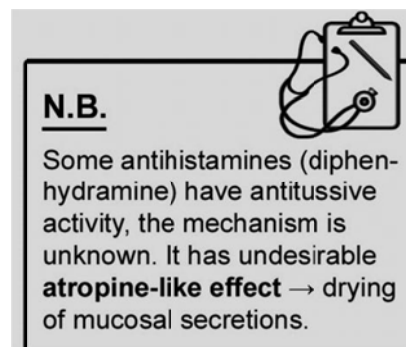 N.B.
Some antihistamines (diphen-
hydramine) have antitussive
activity, the mechanism is
unknown. It has undesirable
atropine-like effect → drying
of mucosal secretions.